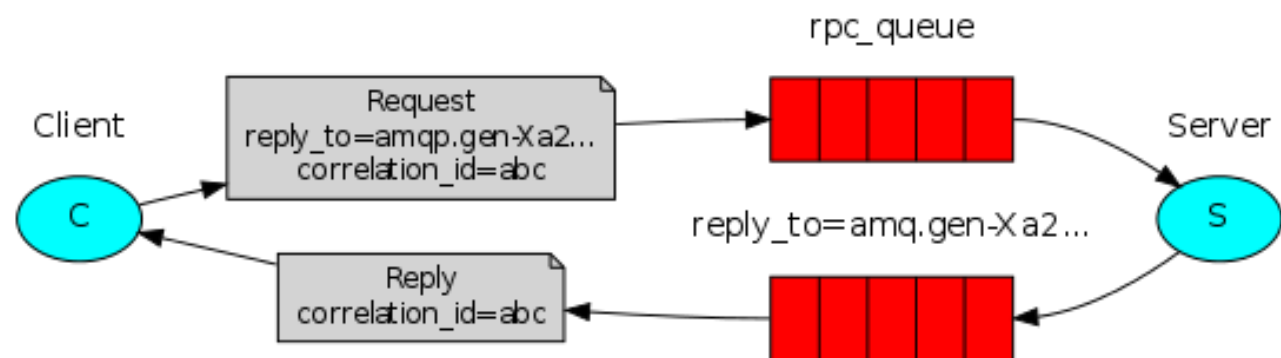 rpc_queue
Client
Request
reply_to=amqp.gen-Xa2...
correlation_id=abc
Server
C
S
reply_to=amq.gen-Xa2...
Reply
correlation_id=abc